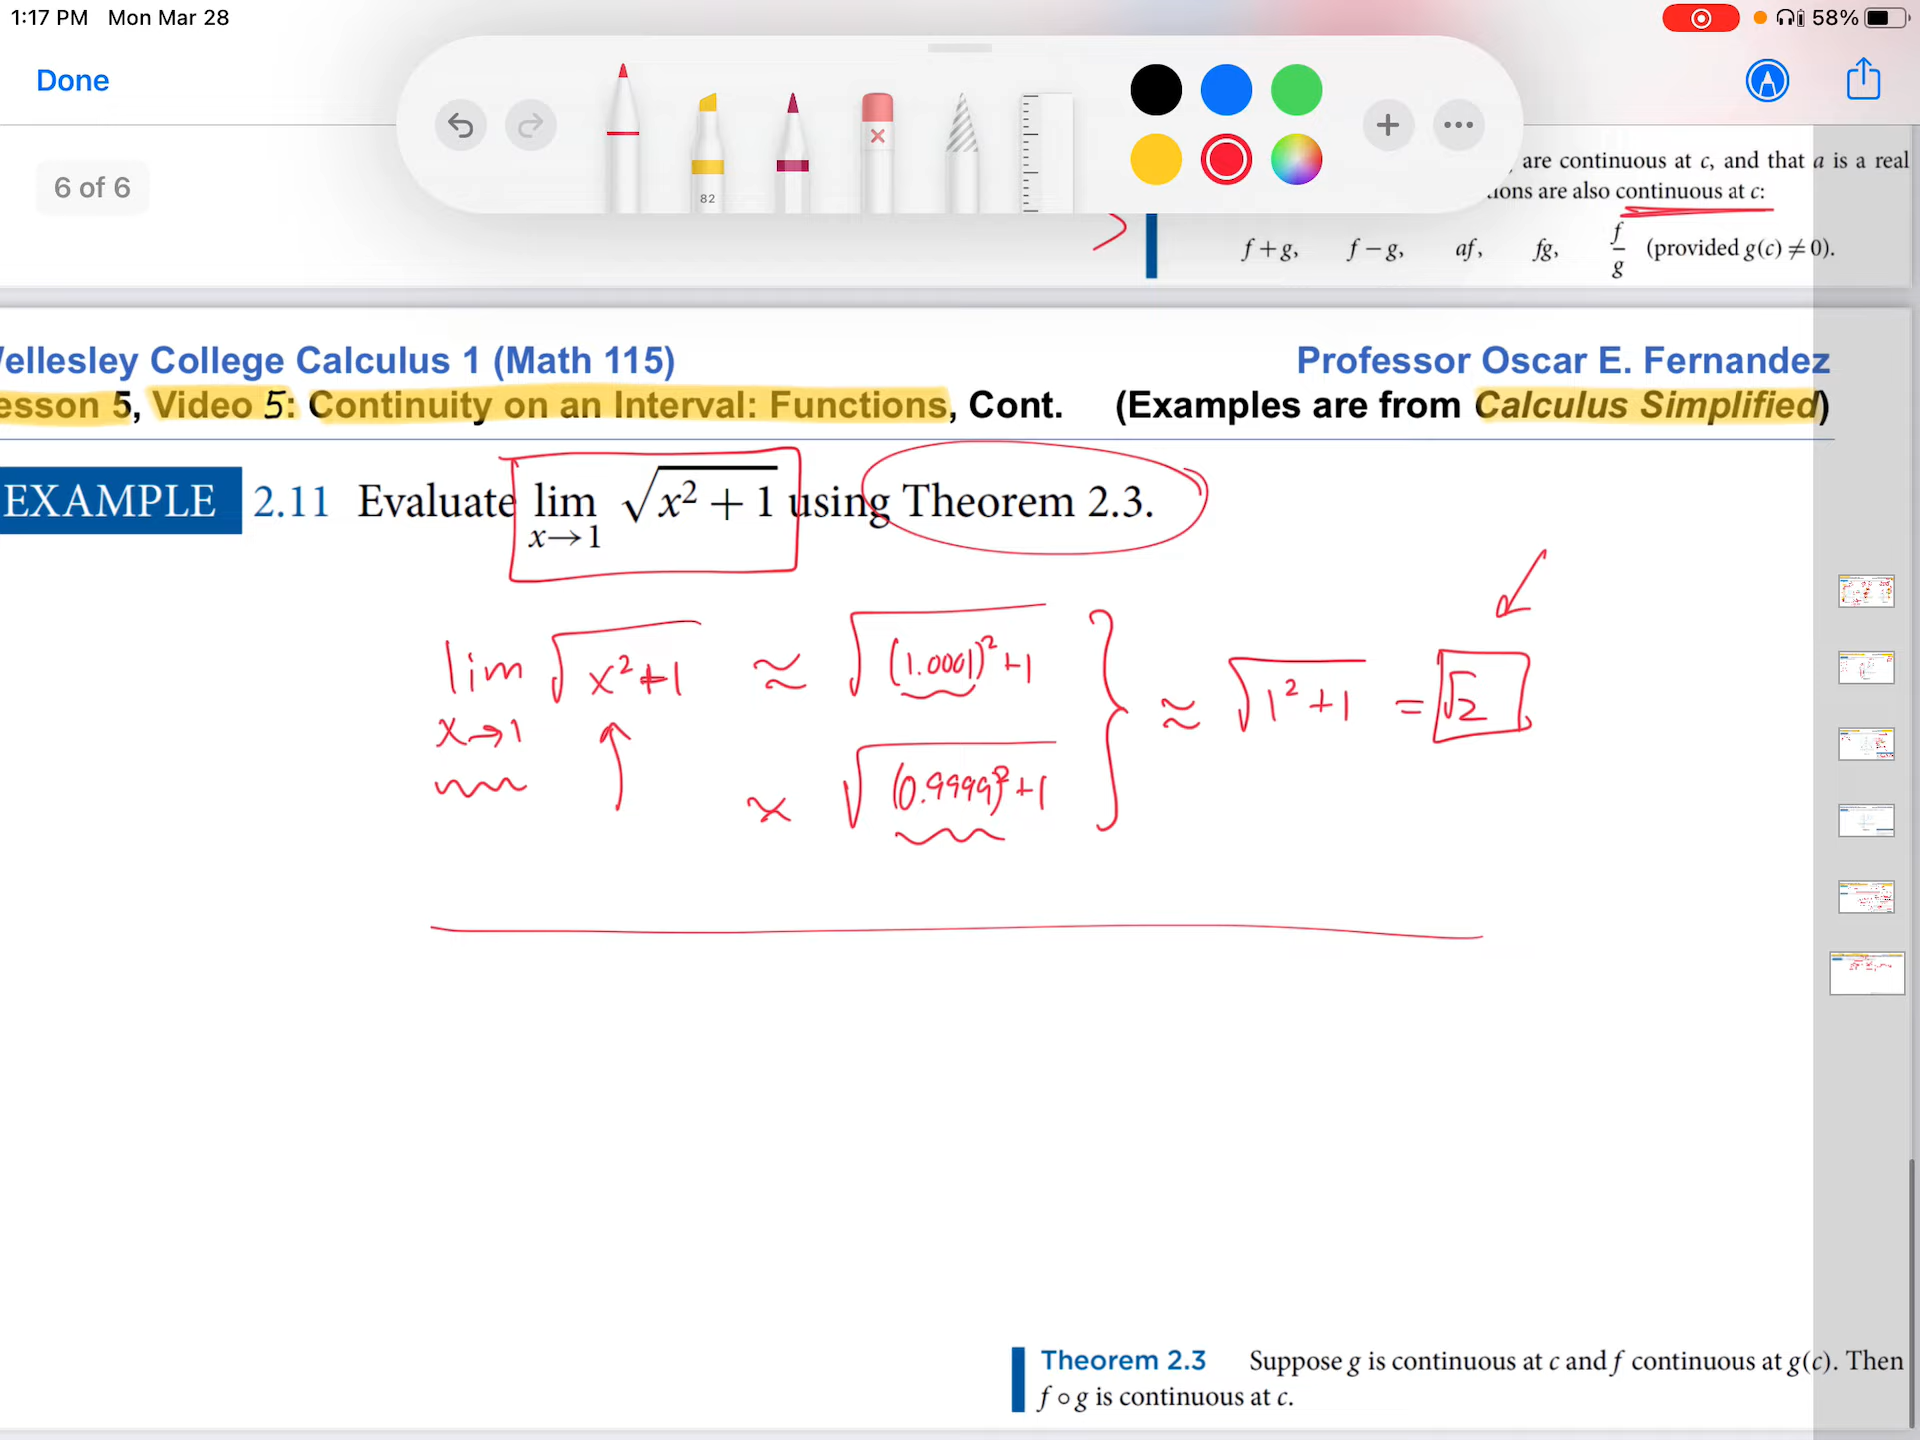 1:17 PM Mon Mar 28
58%
Done
82
6 of 6
are continuous at c, and that a is a real
ions are also continuous at c:
f + g, f − g, af, fg, f/g (provided g(c) ≠ 0).
ellesley College Calculus 1 (Math 115) Professor Oscar E. Fernandez
esson 5, Video 5: Continuity on an Interval: Functions, Cont. (Examples are from Calculus Simplified)
EXAMPLE 2.11 Evaluate lim x→1 √(x² + 1) using Theorem 2.3.
lim x→1 √(x²+1) ≈ √((1.0001)²+1)
≈ √((0.9999)²+1)
≈ √(1²+1) = √2
Theorem 2.3 Suppose g is continuous at c and f continuous at g(c). Then
f ∘ g is continuous at c.